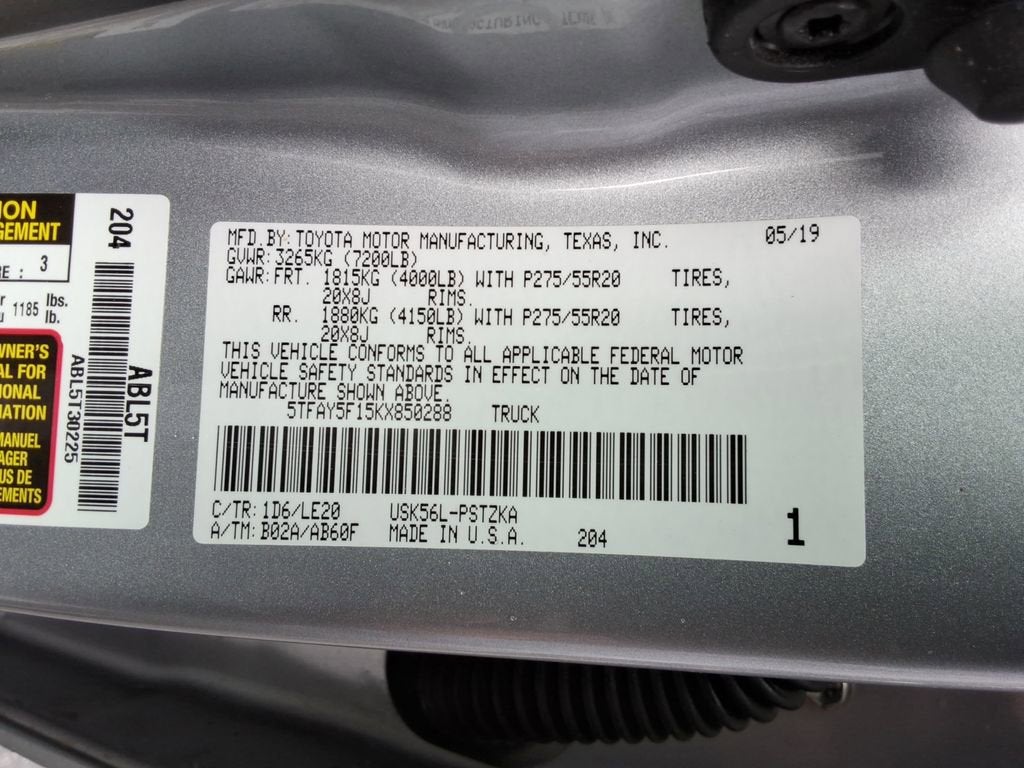 ION
GEMENT
RE : 3
r
u 1185 lbs.
lb.
WNER'S
AL FOR
IONAL
MATION
MANUEL
AGER
US DE
EMENTS
204
ABL5T
ABL5T30225
MFD.BY:TOYOTA MOTOR MANUFACTURING, TEXAS, INC. 05/19
GVWR:3265KG (7200LB)
GAWR:FRT. 1815KG (4000LB) WITH P275/55R20 TIRES,
20X8J RIMS.
RR. 1880KG (4150LB) WITH P275/55R20 TIRES,
20X8J RIMS.
THIS VEHICLE CONFORMS TO ALL APPLICABLE FEDERAL MOTOR
VEHICLE SAFETY STANDARDS IN EFFECT ON THE DATE OF
MANUFACTURE SHOWN ABOVE.
5TFAY5F15KX850288 TRUCK
C/TR:1D6/LE20 USK56L-PSTZKA
A/TM:B02A/AB60F MADE IN U.S.A. 204
1